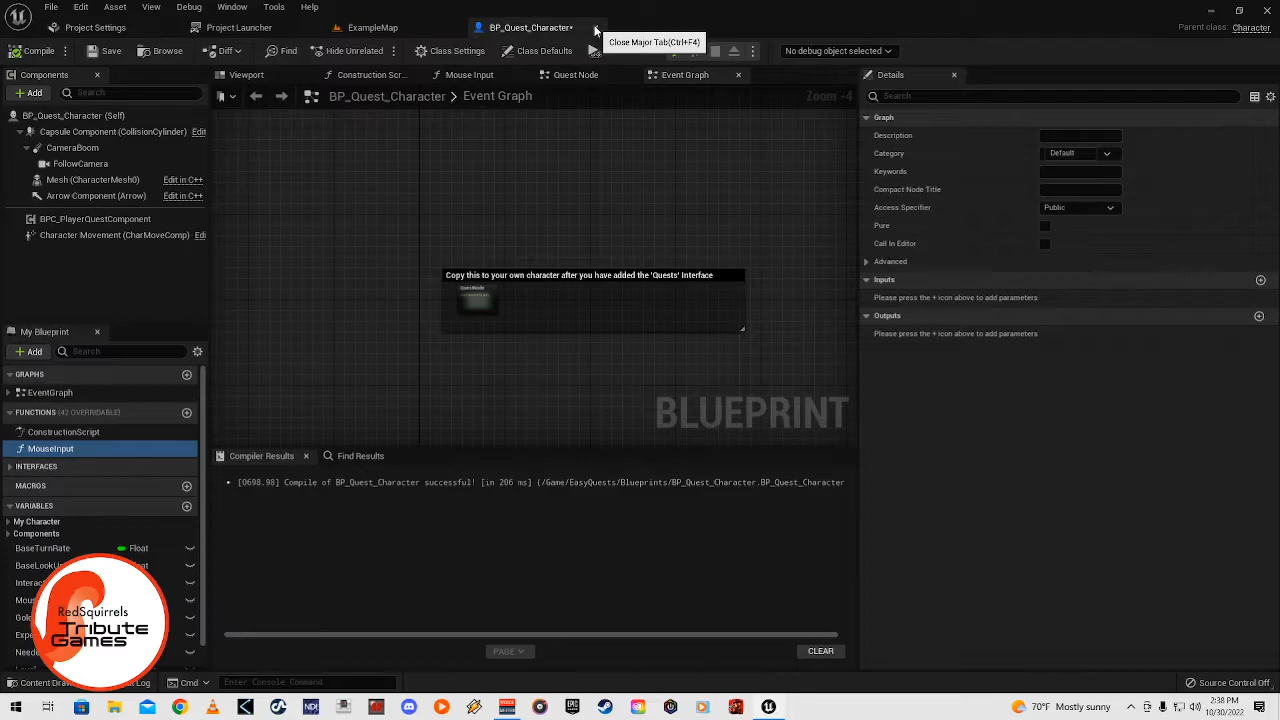 File Edit Asset View Debug Window Tools Help
Project Settings
Project Launcher
ExampleMap
BP_Quest_Character•
Close Major Tab(Ctrl+F4)
Parent class: Character
Compile
Save
Browse
Diff
Find
Class Defaults
No debug object selected
Components
Viewport
Construction Scr...
Mouse Input
Quest Node
Event Graph
Details
Add
Search
BP_Quest_Character > Event Graph
Zoom -4
Search
BP_Quest_Character (Self)
Capsule Component (CollisionCylinder) Edit
CameraBoom
FollowCamera
Mesh (CharacterMesh0) Edit in C++
Arrow Component (Arrow) Edit in C++
BPC_PlayerQuestComponent
Character Movement (CharMoveComp) Edi
Graph
Description
Category Default
Keywords
Compact Node Title
Access Specifier Public
Pure
Call In Editor
Advanced
Inputs
Please press the + icon above to add parameters
Outputs
Please press the + icon above to add parameters
Copy this to your own character after you have added the 'Quests' Interface
QuestNode
BLUEPRINT
My Blueprint
Add
Search
GRAPHS
EventGraph
FUNCTIONS (42 OVERRIDABLE)
ConstructionScript
MouseInput
INTERFACES
MACROS
VARIABLES
My Character
Components
BaseTurnRate Float
Compiler Results
Find Results
[0698.98] Compile of BP_Quest_Character successful! [in 206 ms] (/Game/EasyQuests/Blueprints/BP_Quest_Character.BP_Quest_Character
PAGE
CLEAR
RedSquirrels
Tribute
Games
Cmd
Enter Console Command
Source Control Off
70°F Mostly sunny
10/30/2022